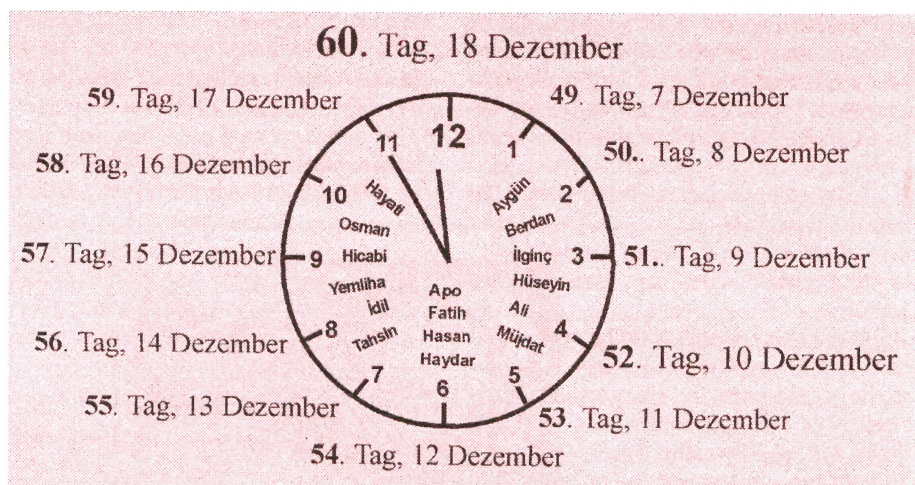 60. Tag, 18 Dezember
59. Tag, 17 Dezember
49. Tag, 7 Dezember
58. Tag, 16 Dezember
50.. Tag, 8 Dezember
57. Tag, 15 Dezember
51.. Tag, 9 Dezember
56. Tag, 14 Dezember
52. Tag, 10 Dezember
55. Tag, 13 Dezember
53. Tag, 11 Dezember
54. Tag, 12 Dezember
12
1
2
3
4
5
6
7
8
9
10
11
Aygün
Berdan
İlginç
Hüseyin
Ali
Müjdat
Apo
Fatih
Hasan
Haydar
Hayati
Osman
Hicabi
Yemliha
İdil
Tahsin